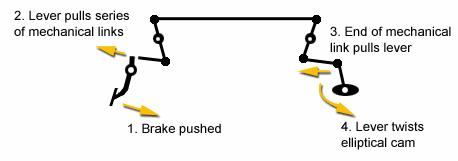 2. Lever pulls series
of mechanical links
3. End of mechanical
link pulls lever
1. Brake pushed
4. Lever twists
elliptical cam